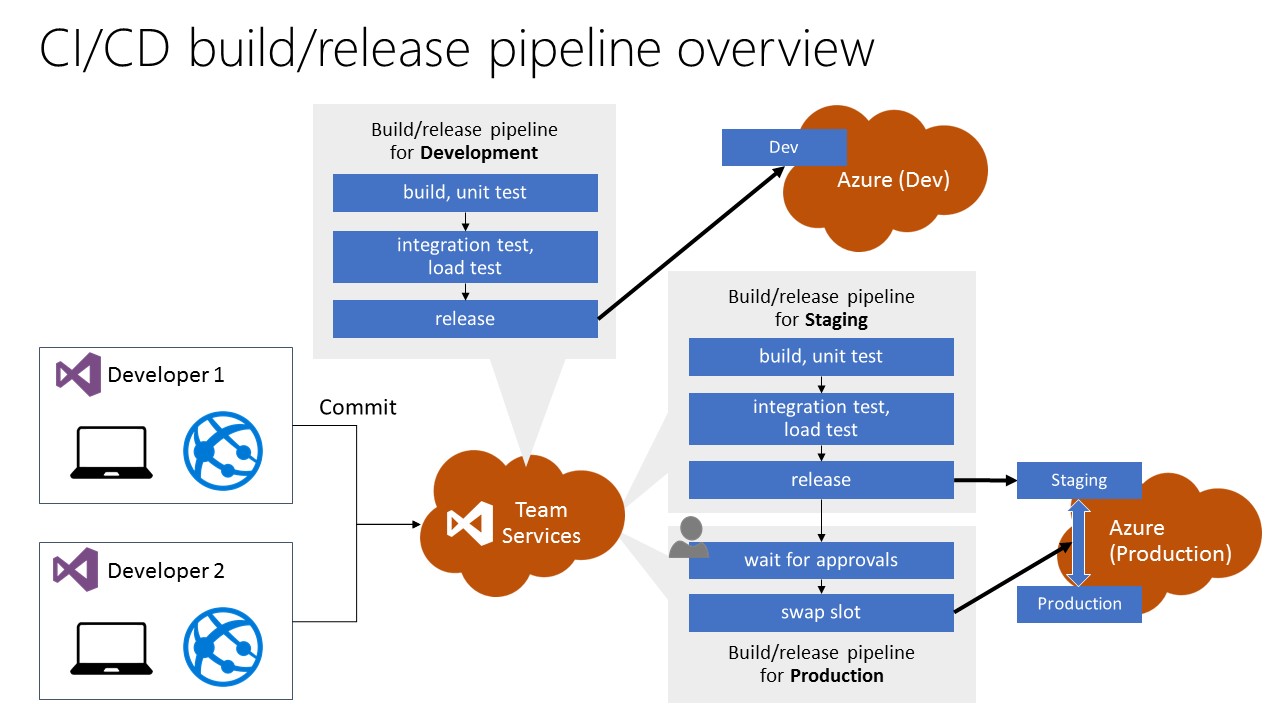 CI/CD build/release pipeline overview
Build/release pipeline
for Development
build, unit test
integration test,
load test
release
Dev
Azure (Dev)
Build/release pipeline
for Staging
build, unit test
integration test,
load test
release
Developer 1
Commit
Team
Services
Developer 2
wait for approvals
swap slot
Build/release pipeline
for Production
Staging
Azure
(Production)
Production